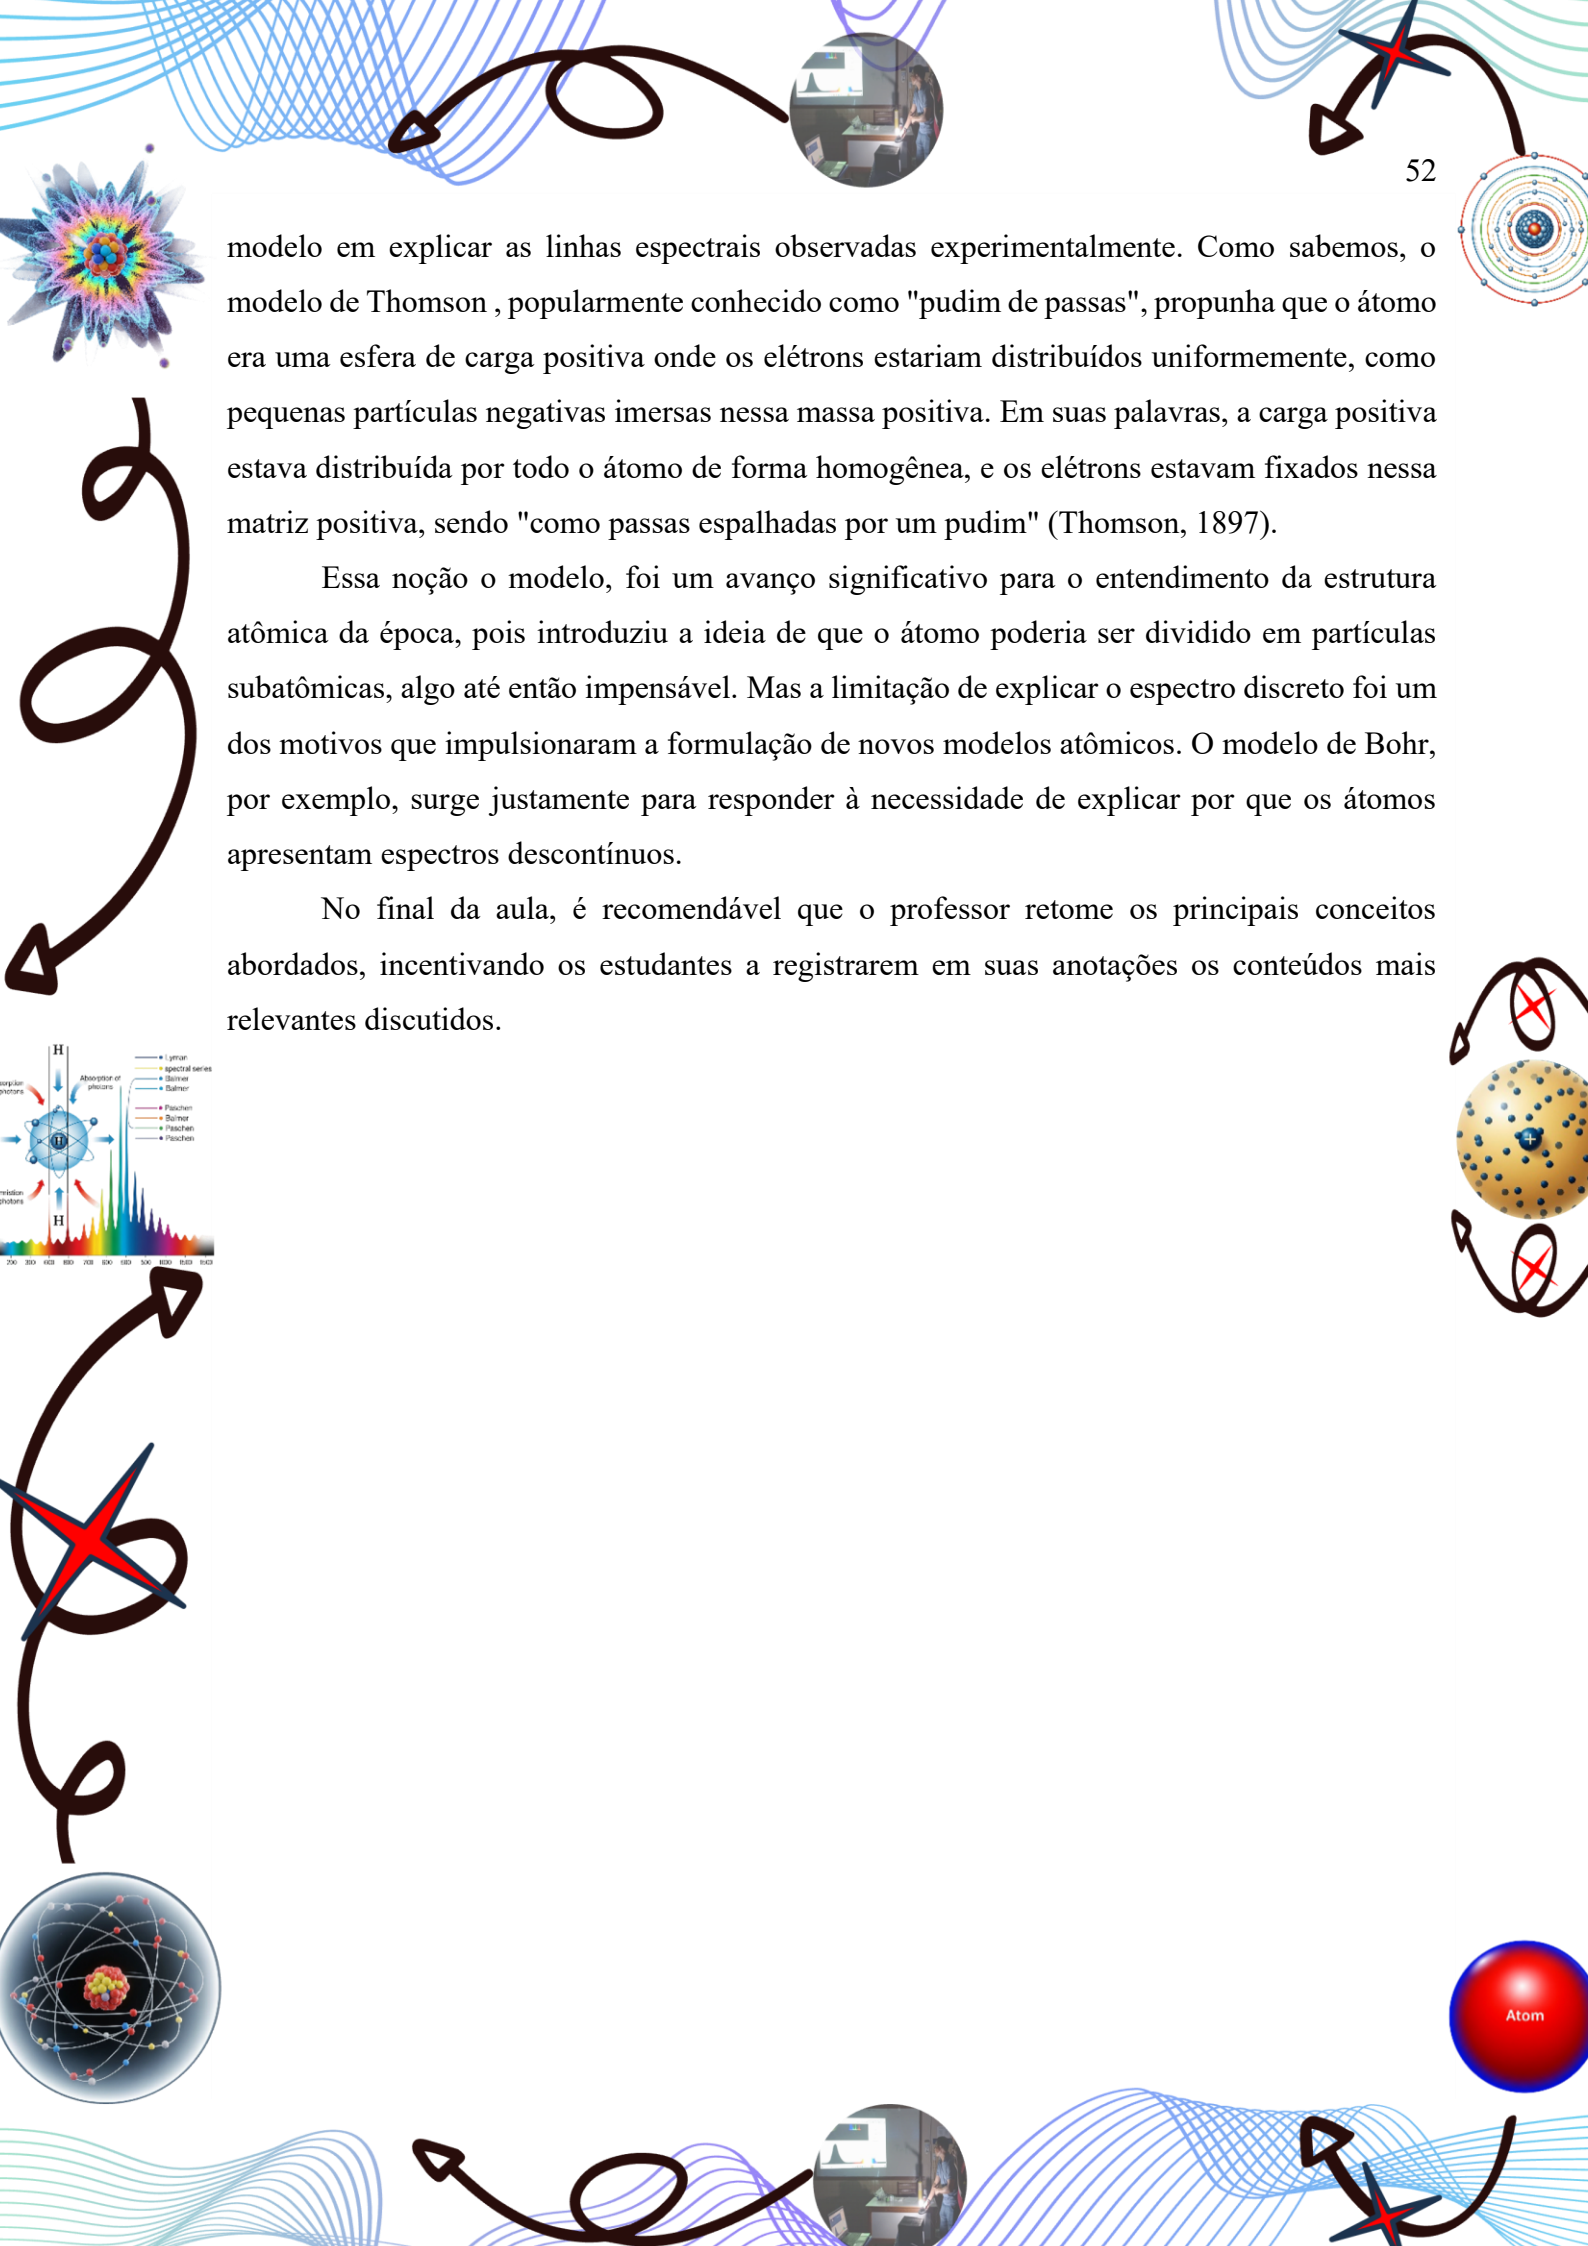 52
modelo em explicar as linhas espectrais observadas experimentalmente. Como sabemos, o
modelo de Thomson , popularmente conhecido como "pudim de passas", propunha que o átomo
era uma esfera de carga positiva onde os elétrons estariam distribuídos uniformemente, como
pequenas partículas negativas imersas nessa massa positiva. Em suas palavras, a carga positiva
estava distribuída por todo o átomo de forma homogênea, e os elétrons estavam fixados nessa
matriz positiva, sendo "como passas espalhadas por um pudim" (Thomson, 1897).
Essa noção o modelo, foi um avanço significativo para o entendimento da estrutura
atômica da época, pois introduziu a ideia de que o átomo poderia ser dividido em partículas
subatômicas, algo até então impensável. Mas a limitação de explicar o espectro discreto foi um
dos motivos que impulsionaram a formulação de novos modelos atômicos. O modelo de Bohr,
por exemplo, surge justamente para responder à necessidade de explicar por que os átomos
apresentam espectros descontínuos.
No final da aula, é recomendável que o professor retome os principais conceitos
abordados, incentivando os estudantes a registrarem em suas anotações os conteúdos mais
relevantes discutidos.
H
Lyman
spectral series
Absorption of
photons
Balmer
Balmer
Paschen
Balmer
Paschen
Paschen
H
photons
H
+
Atom